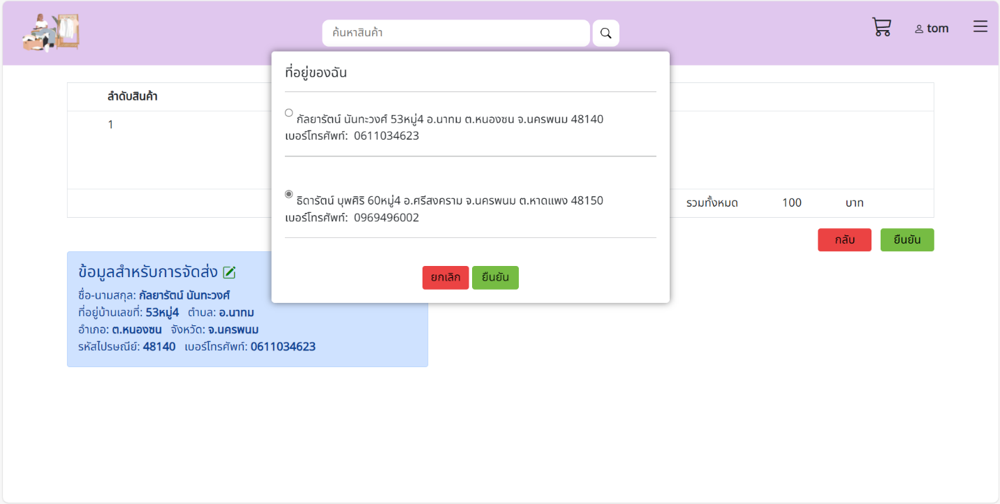 ค้นหาสินค้า
tom
ที่อยู่ของฉัน
ลำดับสินค้า
1
กัลยารัตน์ นันทะวงศ์ 53หมู่4 อ.นาทม ต.หนองซน จ.นครพนม 48140
เบอร์โทรศัพท์: 0611034623
ธิดารัตน์ บุพศิริ 60หมู่4 อ.ศรีสงคราม จ.นครพนม ต.หาดแพง 48150
เบอร์โทรศัพท์: 0969496002
รวมทั้งหมด 100 บาท
กลับ ยืนยัน
ยกเลิก ยืนยัน
ข้อมูลสำหรับการจัดส่ง
ชื่อ-นามสกุล: กัลยารัตน์ นันทะวงศ์
ที่อยู่บ้านเลขที่: 53หมู่4 ตำบล: อ.นาทม
อำเภอ: ต.หนองซน จังหวัด: จ.นครพนม
รหัสไปรษณีย์: 48140 เบอร์โทรศัพท์: 0611034623